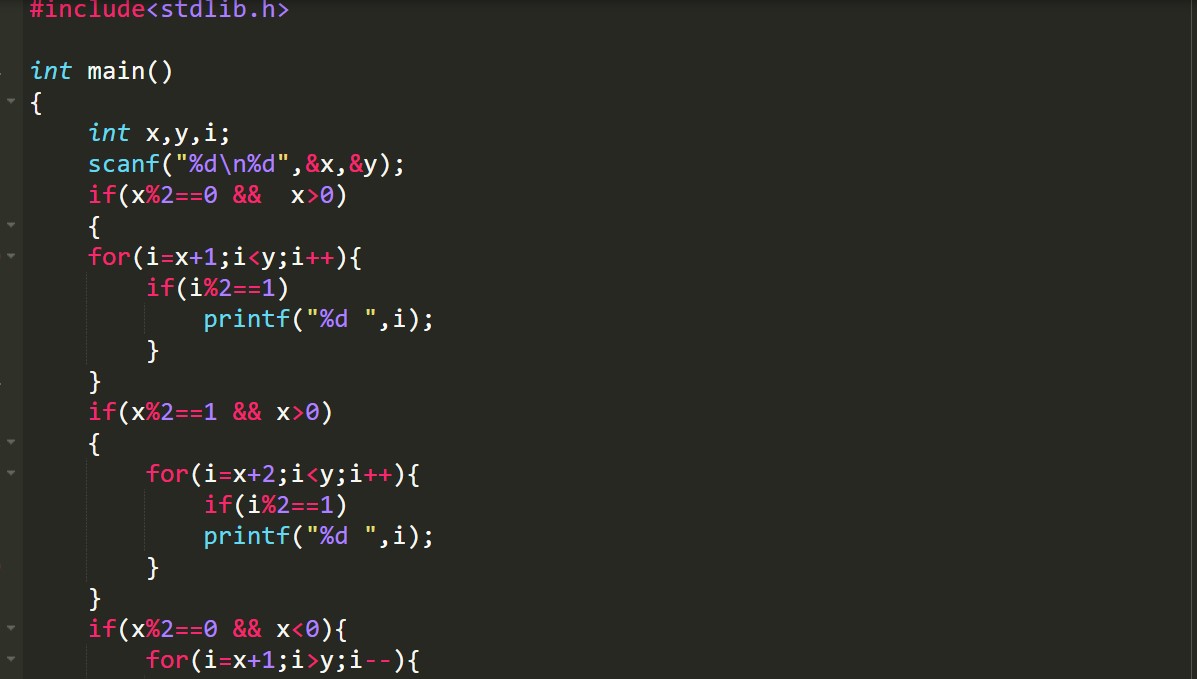 #include<stdlib.h>
int main()
{
int x,y,i;
scanf("%d\n%d",&x,&y);
if(x%2==0 &&  x>0)
{
for(i=x+1;i<y;i++){
if(i%2==1)
printf("%d ",i);
}
}
if(x%2==1 && x>0)
{
for(i=x+2;i<y;i++){
if(i%2==1)
printf("%d ",i);
}
}
if(x%2==0 && x<0){
for(i=x+1;i>y;i--){